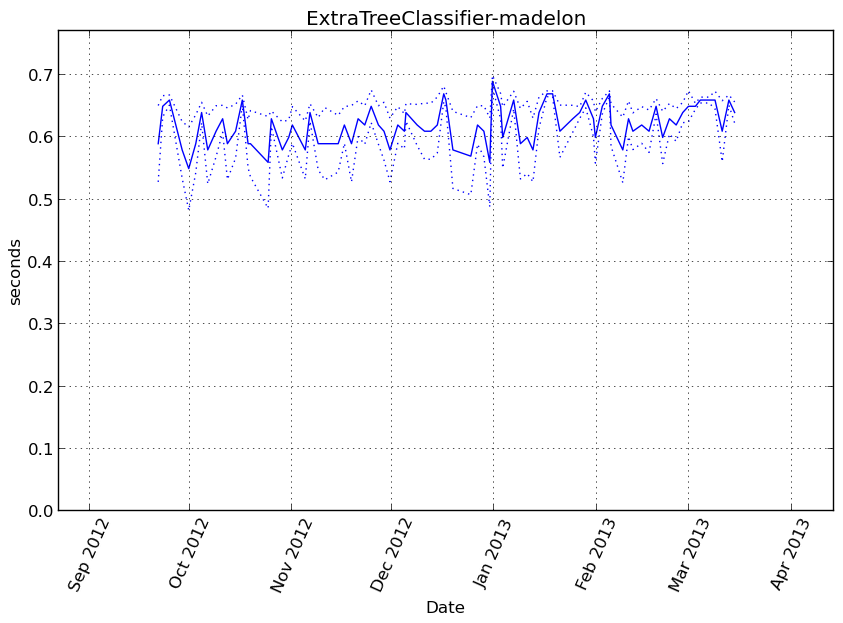 ExtraTreeClassifier-madelon
seconds
0.7
0.6
0.5
0.4
0.3
0.2
0.1
0.0
Sep 2012
Oct 2012
Nov 2012
Dec 2012
Jan 2013
Feb 2013
Mar 2013
Apr 2013
Date